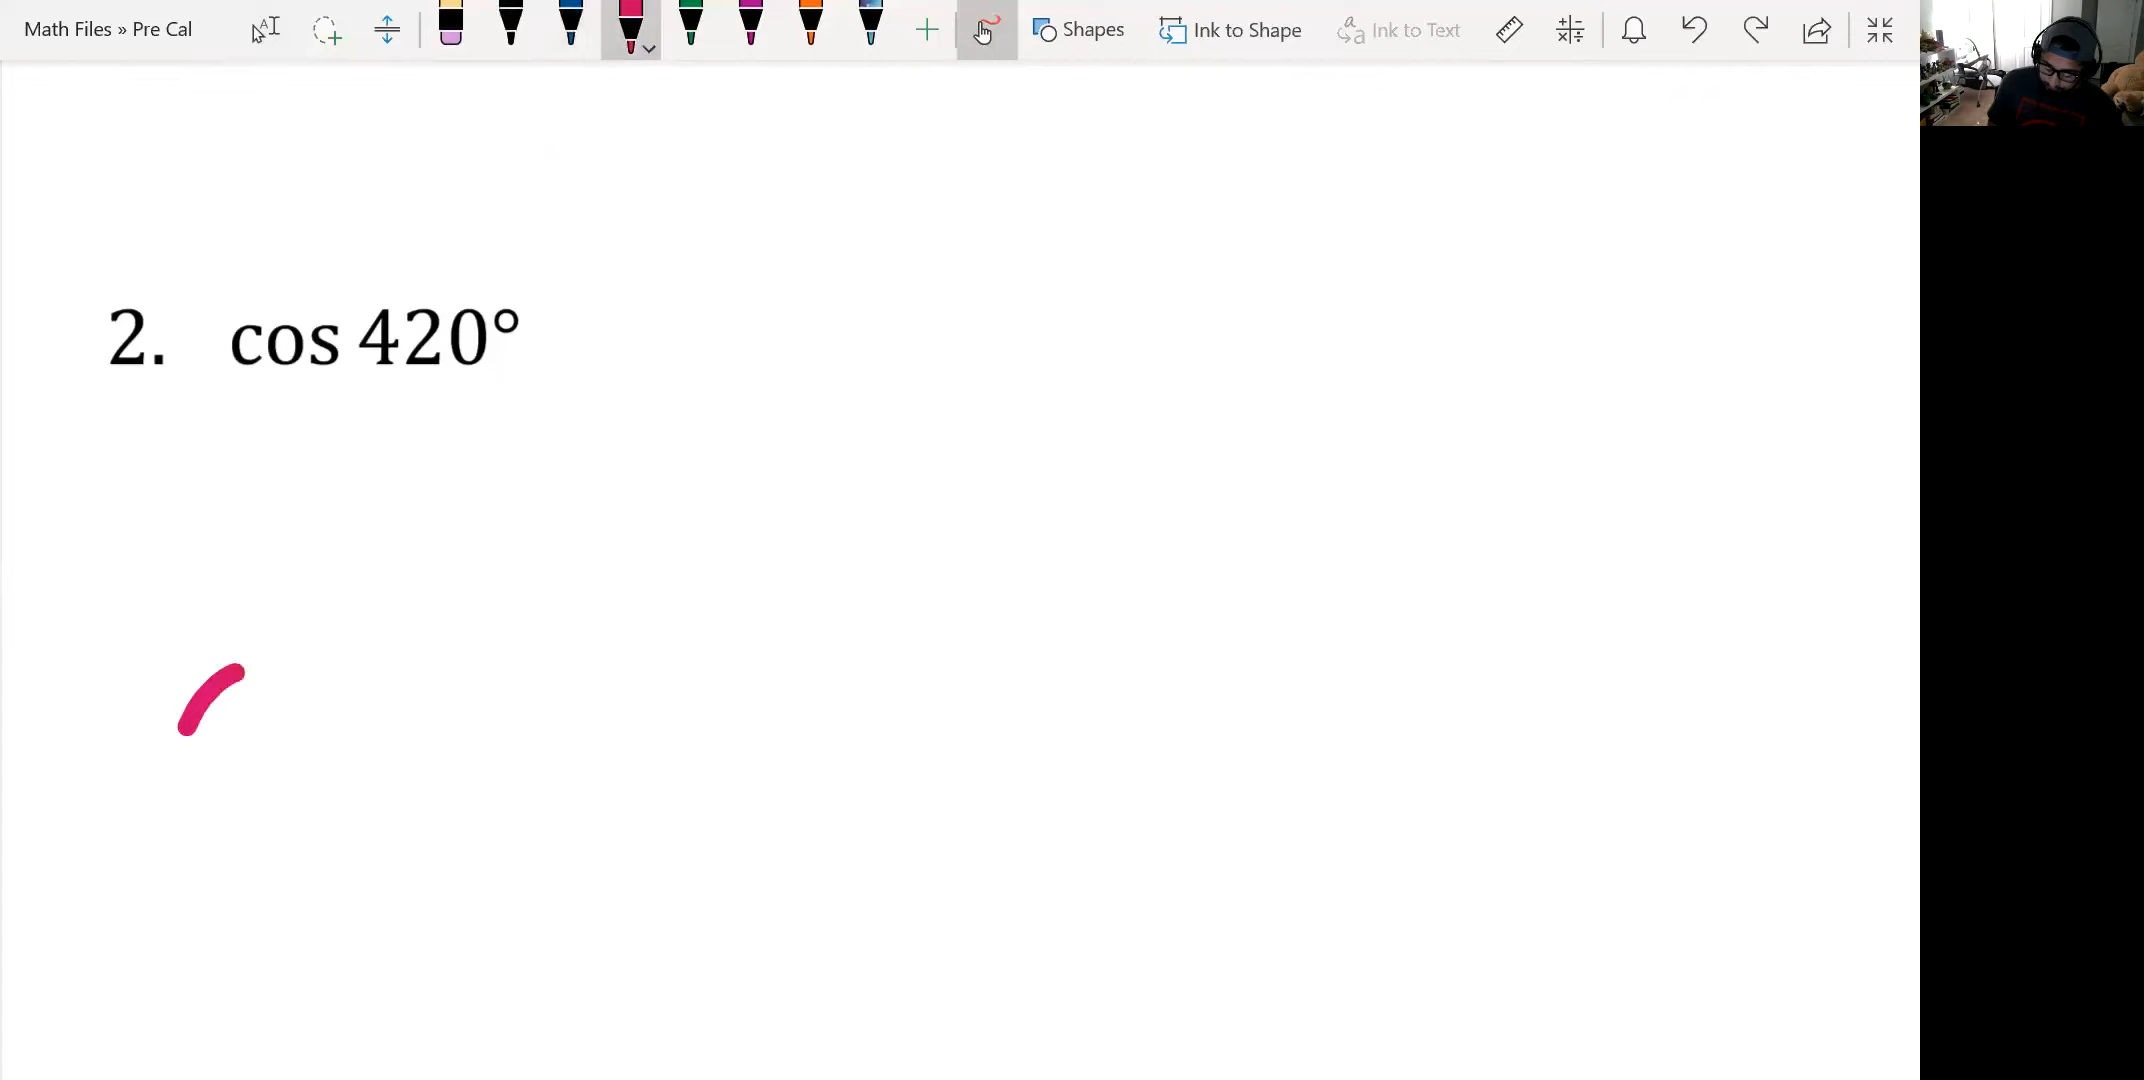 Math Files » Pre Cal
Shapes
Ink to Shape
Ink to Text
2. cos 420°